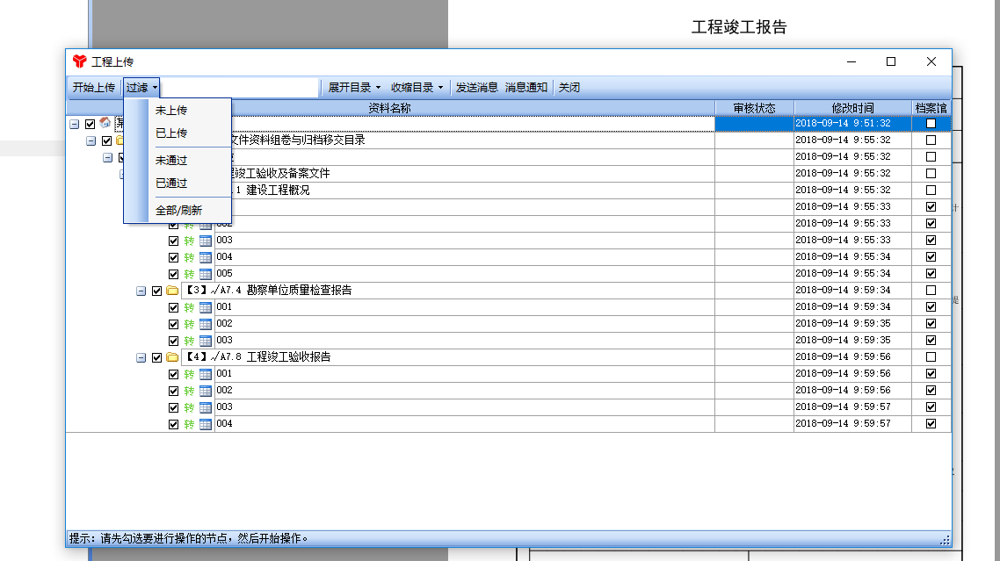 工程竣工报告
工程上传
开始上传 过滤 展开目录 收缩目录 发送消息 消息通知 关闭
资料名称 审核状态 修改时间 档案馆
未上传
已上传
未通过
已通过
全部/刷新
2018-09-14 9:51:32
文件资料组卷与归档移交目录 2018-09-14 9:55:32
2018-09-14 9:55:32
程竣工验收及备案文件 2018-09-14 9:55:32
.1 建设工程概况 2018-09-14 9:55:32
2018-09-14 9:55:33
转 002 2018-09-14 9:55:33
转 003 2018-09-14 9:55:33
转 004 2018-09-14 9:55:34
转 005 2018-09-14 9:55:34
【3】√A7.4 勘察单位质量检查报告 2018-09-14 9:59:34
转 001 2018-09-14 9:59:34
转 002 2018-09-14 9:59:35
转 003 2018-09-14 9:59:35
【4】√A7.8 工程竣工验收报告 2018-09-14 9:59:56
转 001 2018-09-14 9:59:56
转 002 2018-09-14 9:59:56
转 003 2018-09-14 9:59:57
转 004 2018-09-14 9:59:57
提示: 请先勾选要进行操作的节点, 然后开始操作。